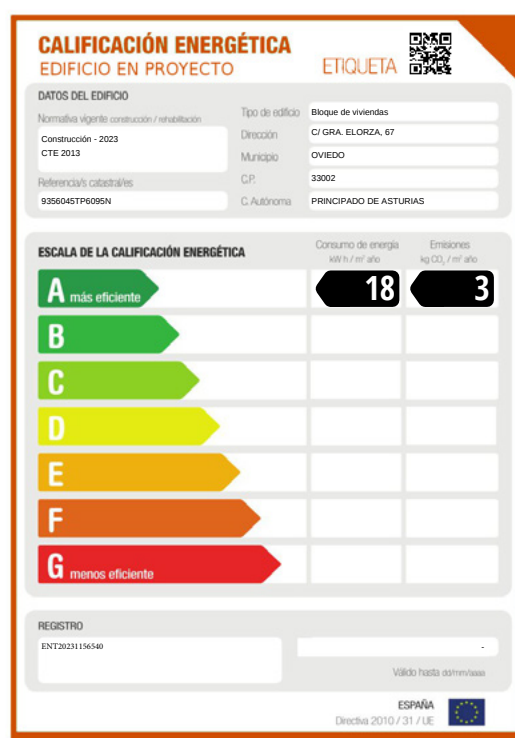 CALIFICACIÓN ENERGÉTICA
EDIFICIO EN PROYECTO
ETIQUETA
DATOS DEL EDIFICIO
Normativa vigente construcción / rehabilitación
Construcción - 2023
CTE 2013
Referencia/s catastral/es
9356045TP6095N
Tipo de edificio Bloque de viviendas
Dirección C/ GRA. ELORZA, 67
Municipio OVIEDO
C.P. 33002
C. Autónoma PRINCIPADO DE ASTURIAS
ESCALA DE LA CALIFICACIÓN ENERGÉTICA
Consumo de energía
kW h / m² año
Emisiones
kg CO₂ / m² año
A más eficiente 18 3
B
C
D
E
F
G menos eficiente
REGISTRO
ENT20231156540
-
Válido hasta dd/mm/aaaa
ESPAÑA
Directiva 2010 / 31 / UE